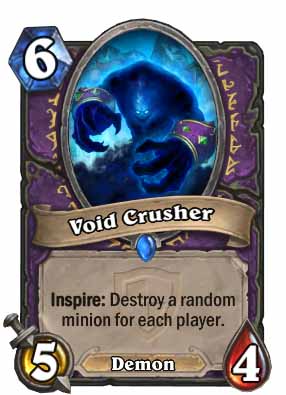 6
Void Crusher
Inspire: Destroy a random
minion for each player.
5
Demon
4